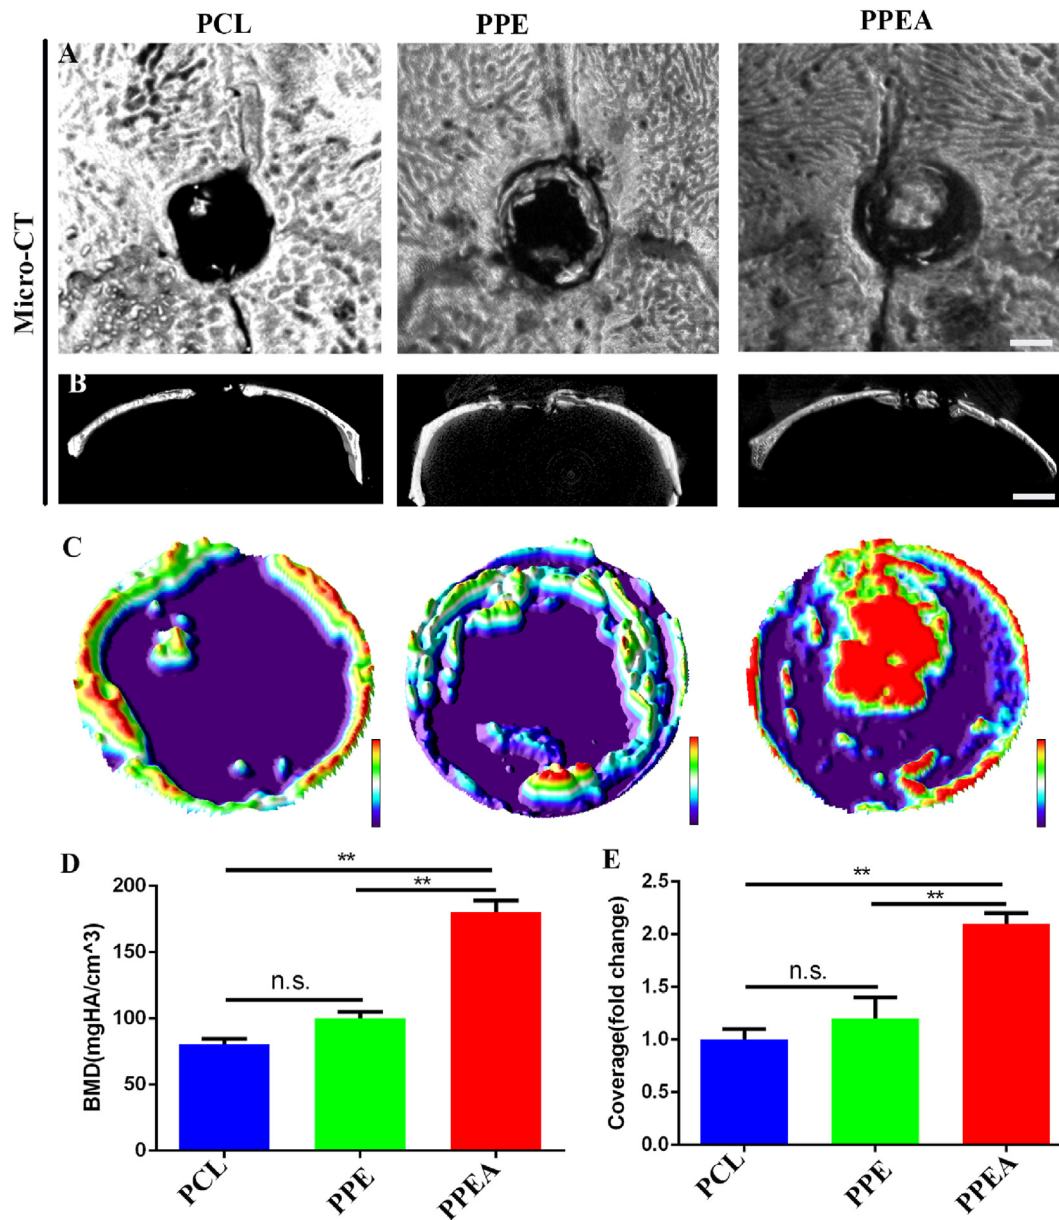 PCL PPE PPEA
Micro-CT
A
B
C
D
**
**
n.s.
BMD(mgHA/cm^3)
200
150
100
50
0
PCL PPE PPEA
E
**
**
n.s.
Coverage(fold change)
2.5
2.0
1.5
1.0
0.5
0.0
PCL PPE PPEA